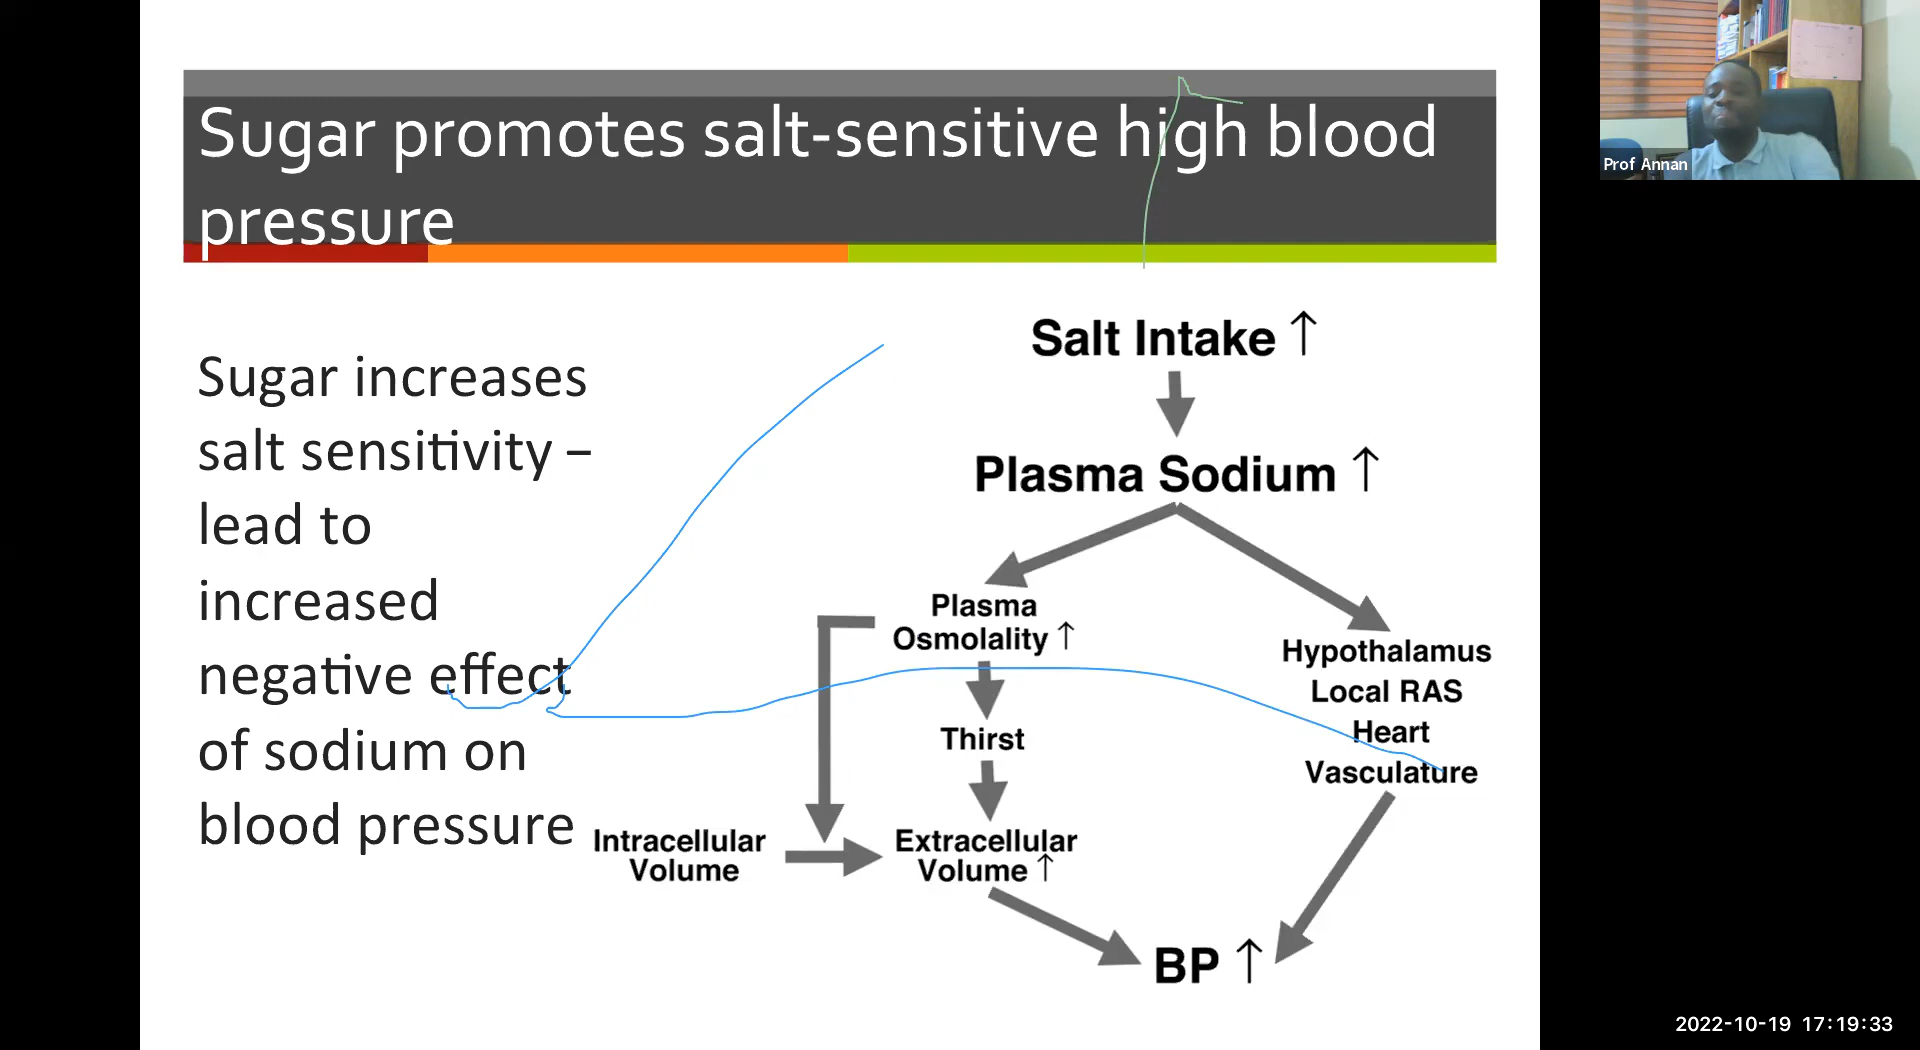 Sugar promotes salt-sensitive high blood
pressure
Sugar increases
salt sensitivity –
lead to
increased
negative effect
of sodium on
blood pressure
Salt Intake ↑
Plasma Sodium ↑
Plasma
Osmolality ↑
Hypothalamus
Local RAS
Heart
Vasculature
Thirst
Intracellular
Volume
Extracellular
Volume ↑
BP ↑
Prof Annan
2022-10-19 17:19:33